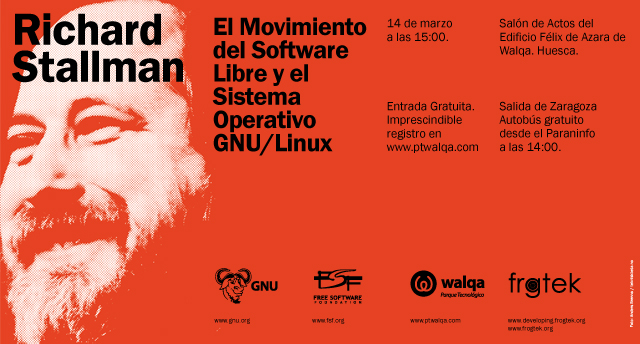 Richard
Stallman
El Movimiento
del Software
Libre y el
Sistema
Operativo
GNU/Linux
14 de marzo
a las 15:00.
Salón de Actos del
Edificio Félix de Azara de
Walqa. Huesca.
Entrada Gratuita.
Imprescindible
registro en
www.ptwalqa.com
Salida de Zaragoza
Autobús gratuito
desde el Paraninfo
a las 14:00.
GNU
www.gnu.org
FSF
FREE SOFTWARE
FOUNDATION
www.fsf.org
walqa
Parque Tecnológico
www.ptwalqa.com
frgtek
www.developing.frogtek.org
www.frogtek.org